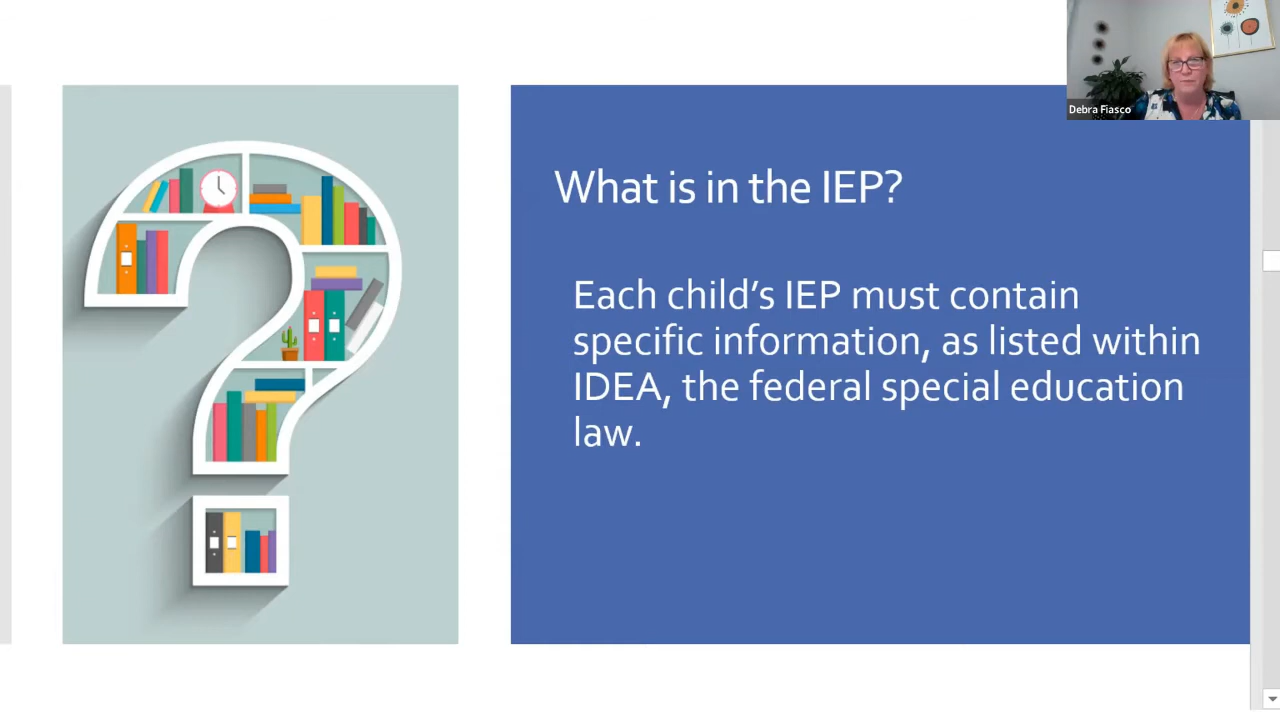 Debra Fiasco
What is in the IEP?
Each child’s IEP must contain
specific information, as listed within
IDEA, the federal special education
law.